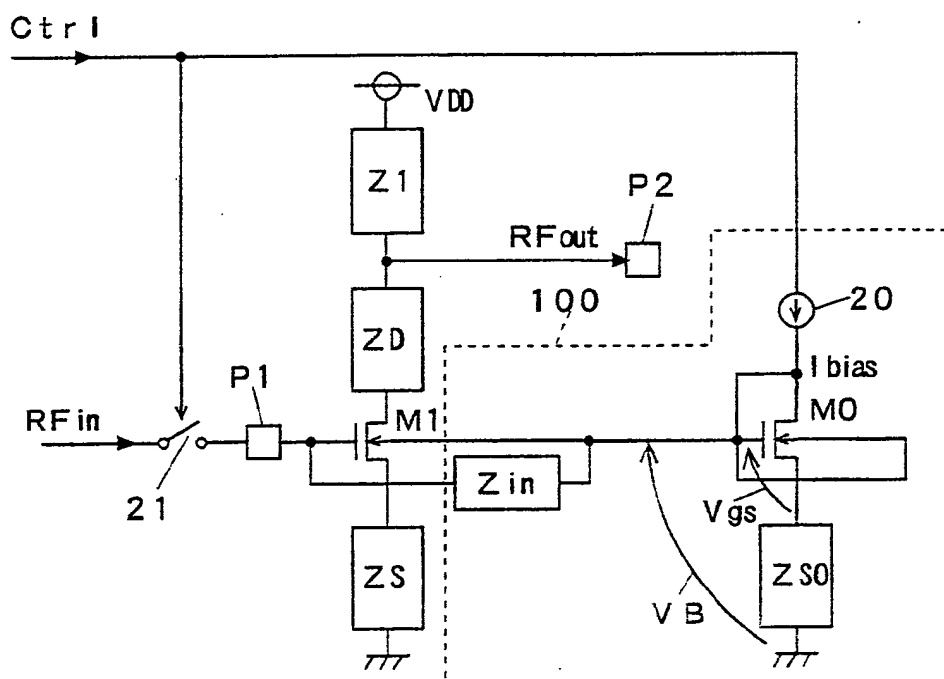 Ctrl
VDD
Z1
P2
RFout
100
20
ZD
Ibias
P1
M1
M0
RFin
21
Zin
Vgs
ZS
ZS0
VB